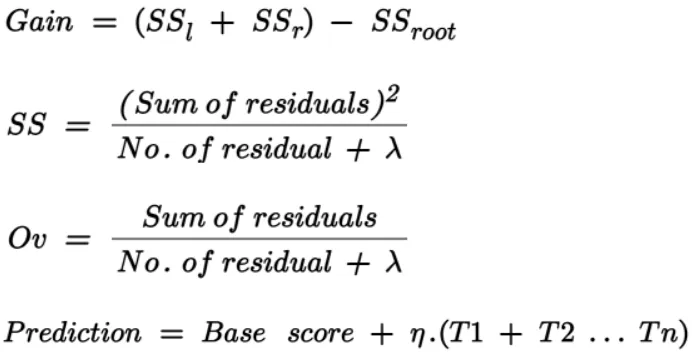 Gain = (SS_l + SS_r) − SS_root
SS = (Sum of residuals)² / No. of residual + λ
Ov = Sum of residuals / No. of residual + λ
Prediction = Base score + η.(T1 + T2 ... Tn)